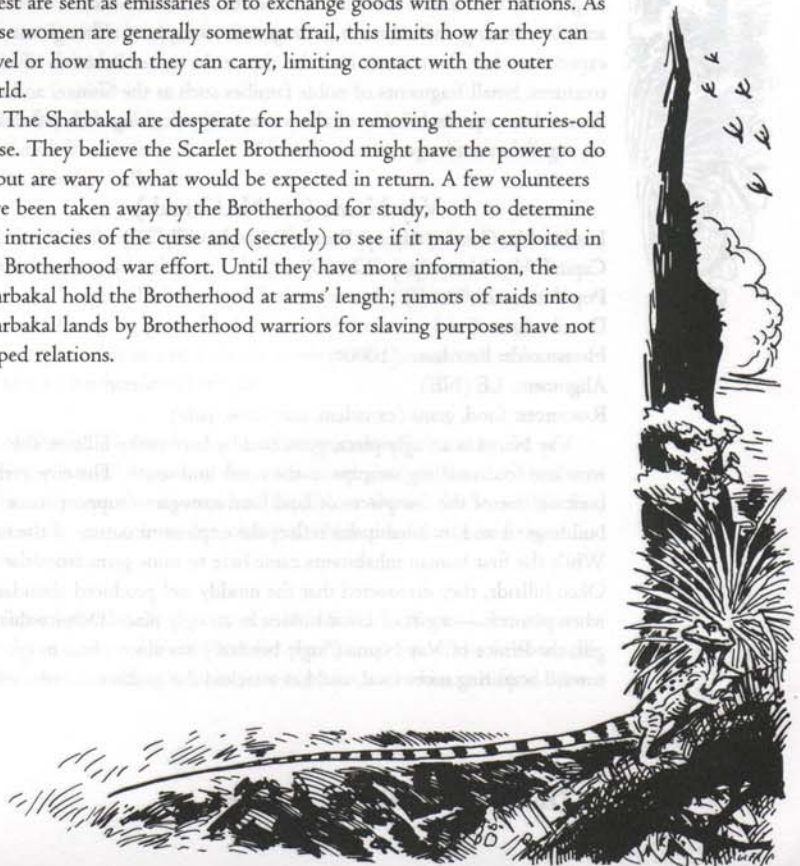 est are sent as emissaries or to exchange goods with other nations. As
se women are generally somewhat frail, this limits how far they can
vel or how much they can carry, limiting contact with the outer
rld.
The Sharbakal are desperate for help in removing their centuries-old
se. They believe the Scarlet Brotherhood might have the power to do
but are wary of what would be expected in return. A few volunteers
e been taken away by the Brotherhood for study, both to determine
intricacies of the curse and (secretly) to see if it may be exploited in
Brotherhood war effort. Until they have more information, the
arbakal hold the Brotherhood at arms' length; rumors of raids into
arbakal lands by Brotherhood warriors for slaving purposes have not
ped relations.